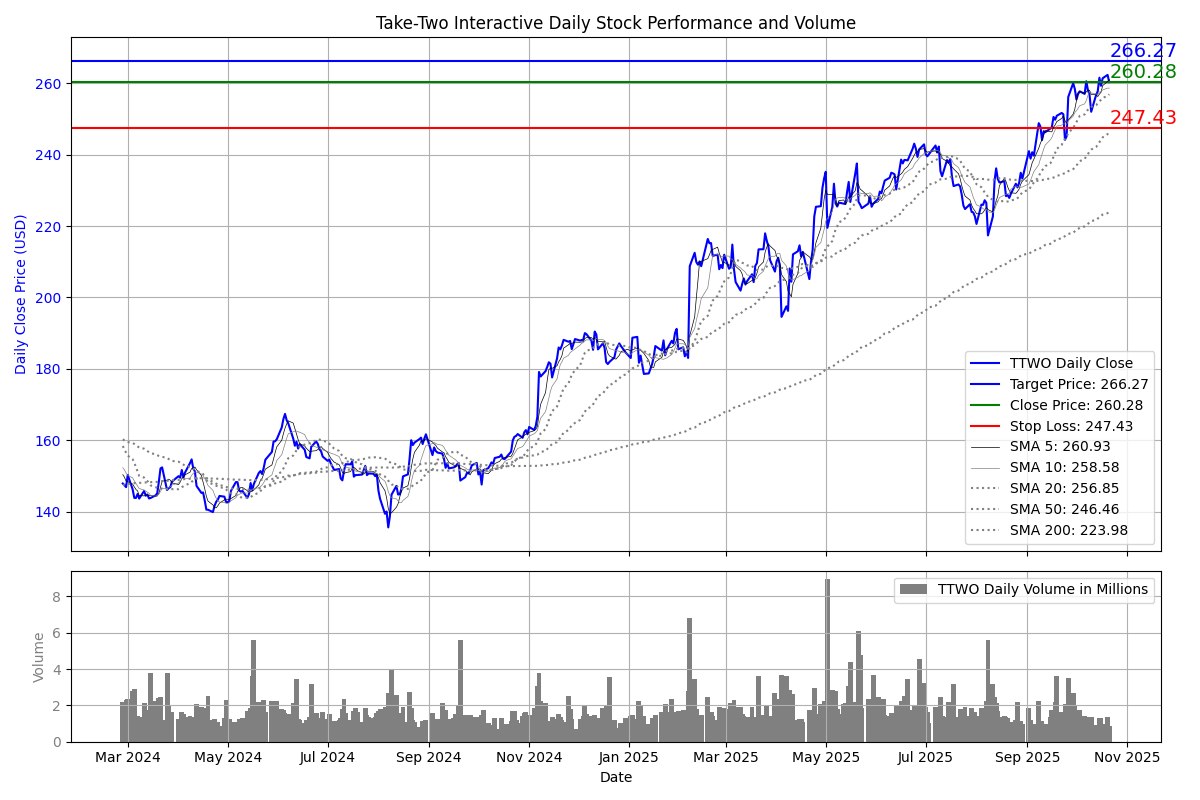 Take-Two Interactive Daily Stock Performance and Volume
266.27
260.28
247.43
260
240
220
200
180
160
140
Daily Close Price (USD)
TTWO Daily Close
Target Price: 266.27
Close Price: 260.28
Stop Loss: 247.43
SMA 5: 260.93
SMA 10: 258.58
SMA 20: 256.85
SMA 50: 246.46
SMA 200: 223.98
8
6
4
2
0
Volume
TTWO Daily Volume in Millions
Mar 2024
May 2024
Jul 2024
Sep 2024
Nov 2024
Jan 2025
Mar 2025
May 2025
Jul 2025
Sep 2025
Nov 2025
Date